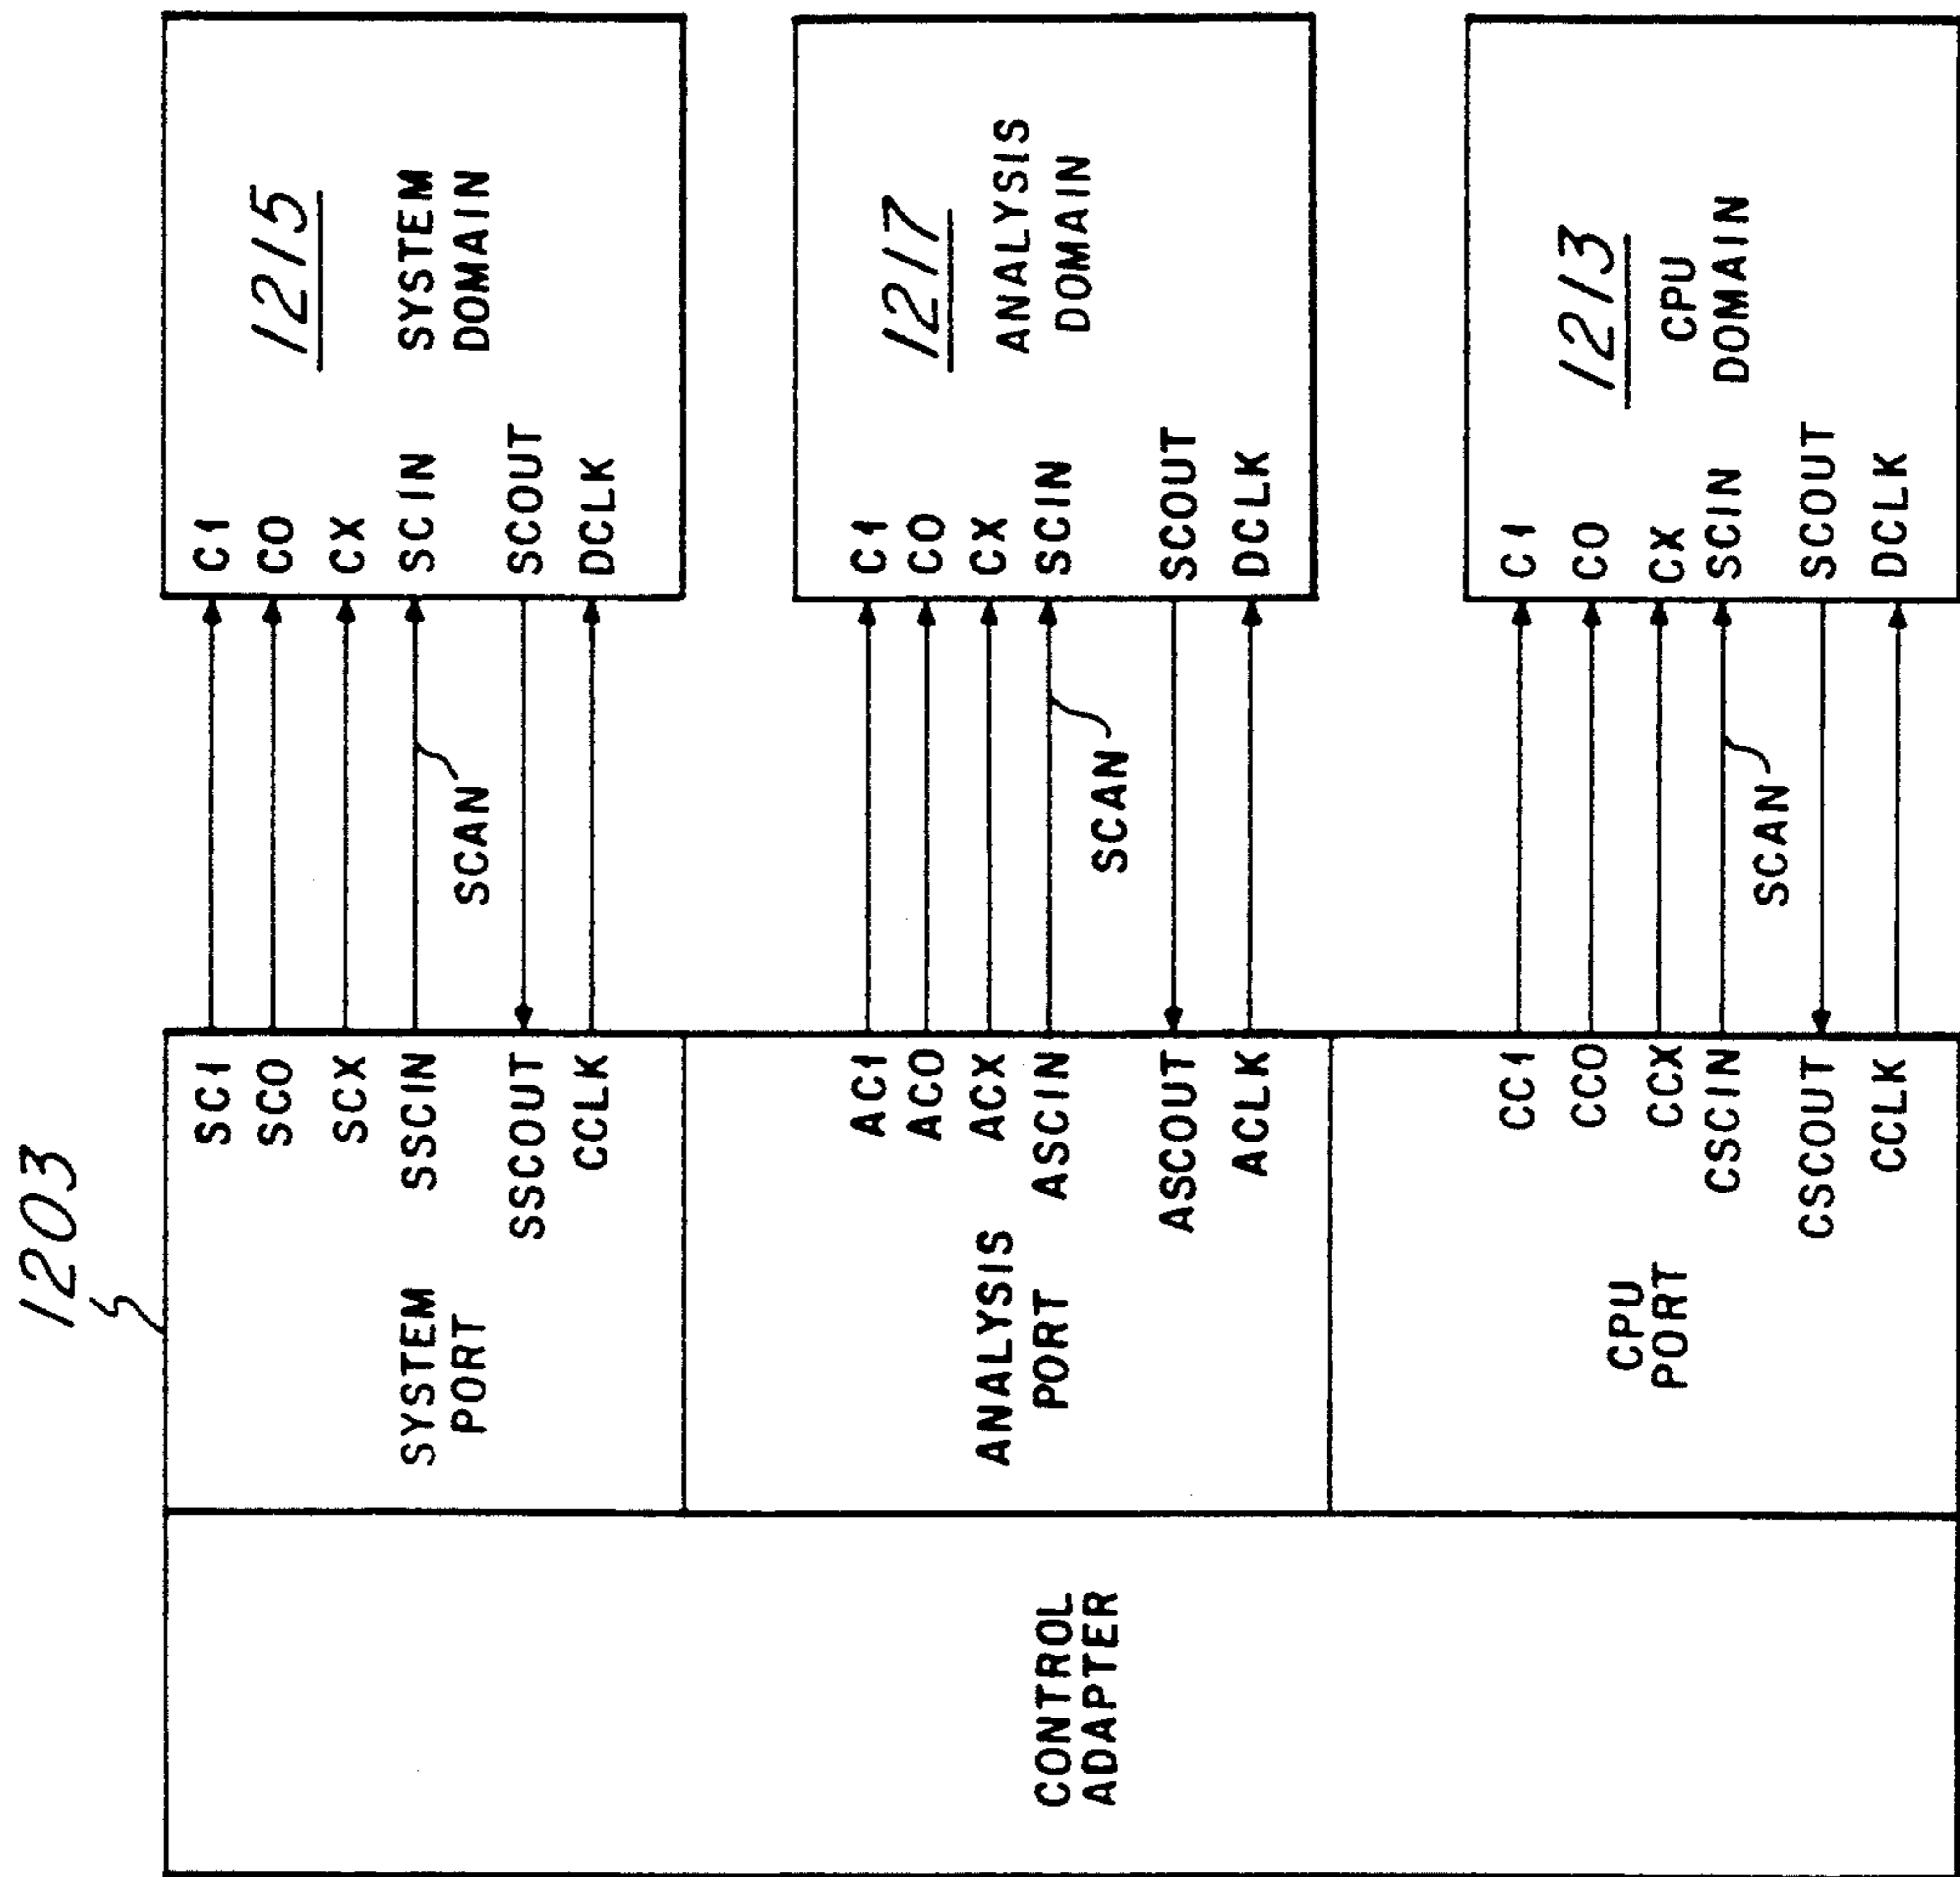 1203
CONTROL
ADAPTER
SYSTEM
PORT
SC1
SC0
SCX
SSCIN
SSCOUT
CCLK
SCAN
1215
C1
C0
CX
SCIN
SCOUT
DCLK
SYSTEM
DOMAIN
ANALYSIS
PORT
AC1
AC0
ACX
ASCIN
ASCOUT
ACLK
SCAN
1217
C1
C0
CX
SCIN
SCOUT
DCLK
ANALYSIS
DOMAIN
CPU
PORT
CC1
CC0
CCX
CSCIN
CSCOUT
CCLK
SCAN
1213
C1
C0
CX
SCIN
SCOUT
DCLK
CPU
DOMAIN